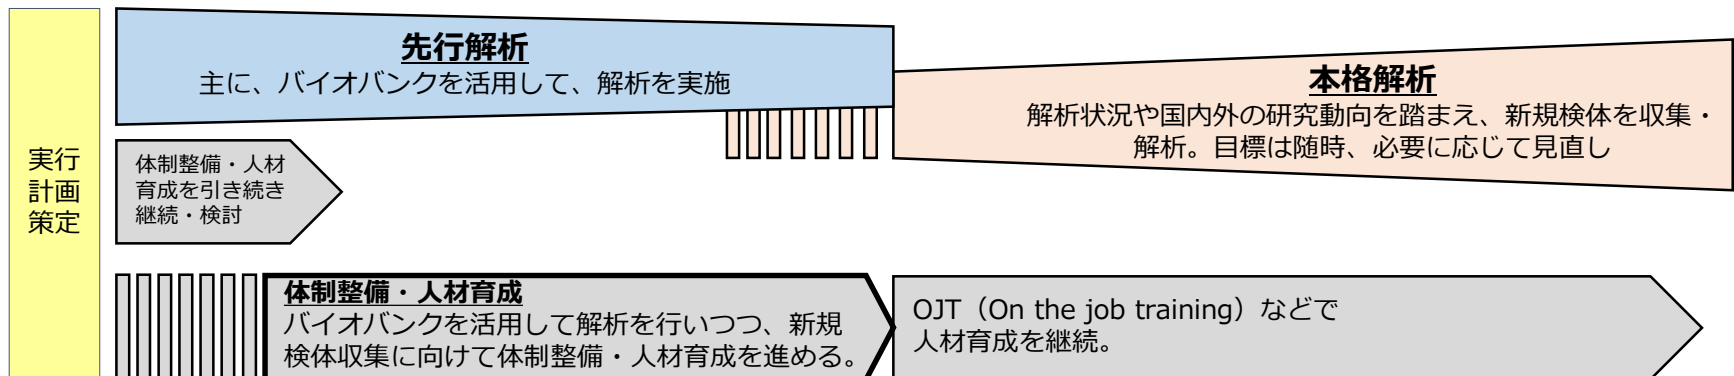 実行
計画
策定
先行解析
主に、バイオバンクを活用して、解析を実施
本格解析
解析状況や国内外の研究動向を踏まえ、新規検体を収集・
解析。目標は随時、必要に応じて見直し
体制整備・人材
育成を引き続き
継続・検討
体制整備・人材育成
バイオバンクを活用して解析を行いつつ、新規
検体収集に向けて体制整備・人材育成を進める。
OJT（On the job training）などで
人材育成を継続。